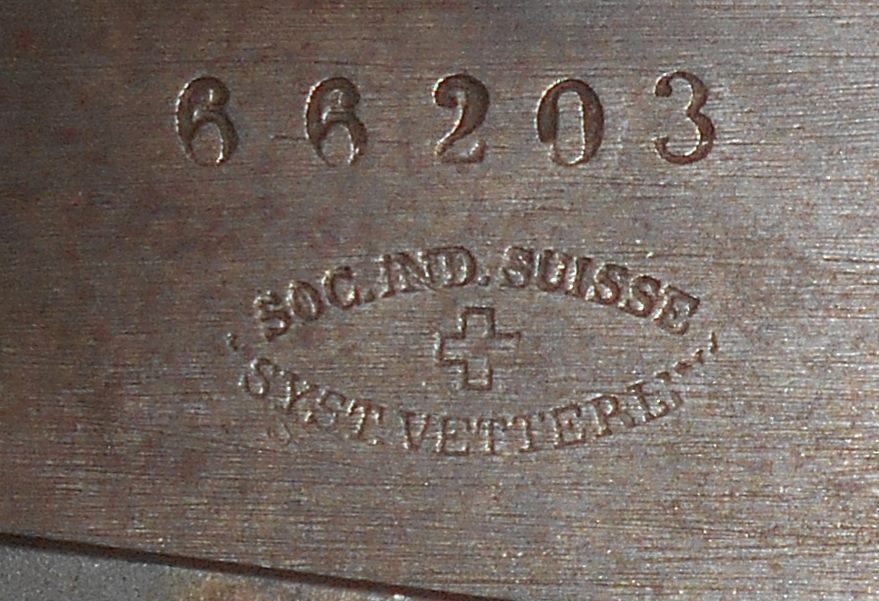 66203
SOC. IND. SUISSE
SYST. VETTERLI